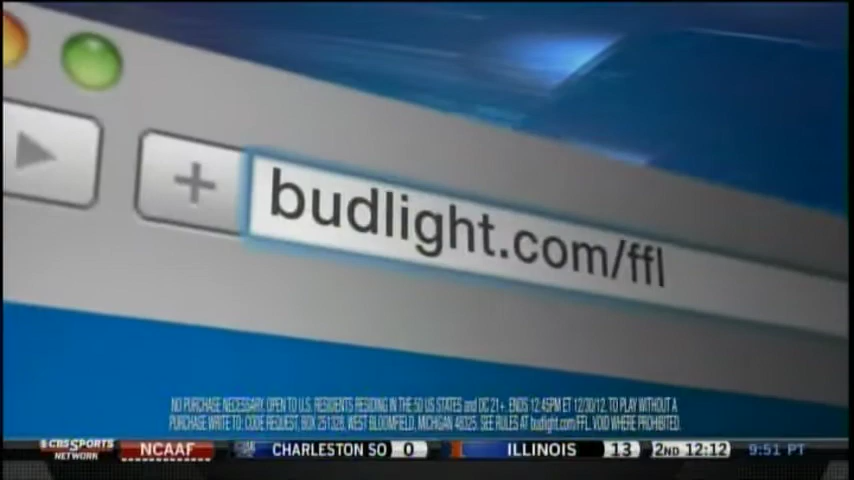 +
budlight.com/ffl
NO PURCHASE NECESSARY. OPEN TO U.S. RESIDENTS RESIDING IN THE 50 US STATES and DC 21+. ENDS 12:45PM ET 12/30/12. TO PLAY WITHOUT A
PURCHASE WRITE TO: CODE REQUEST, BOX 251328, WEST BLOOMFIELD, MICHIGAN 48325. SEE RULES AT budlight.com/FFL. VOID WHERE PROHIBITED.
CBS SPORTS NETWORK NCAAF CHARLESTON SO 0 ILLINOIS 13 2ND 12:12 9:51 PT